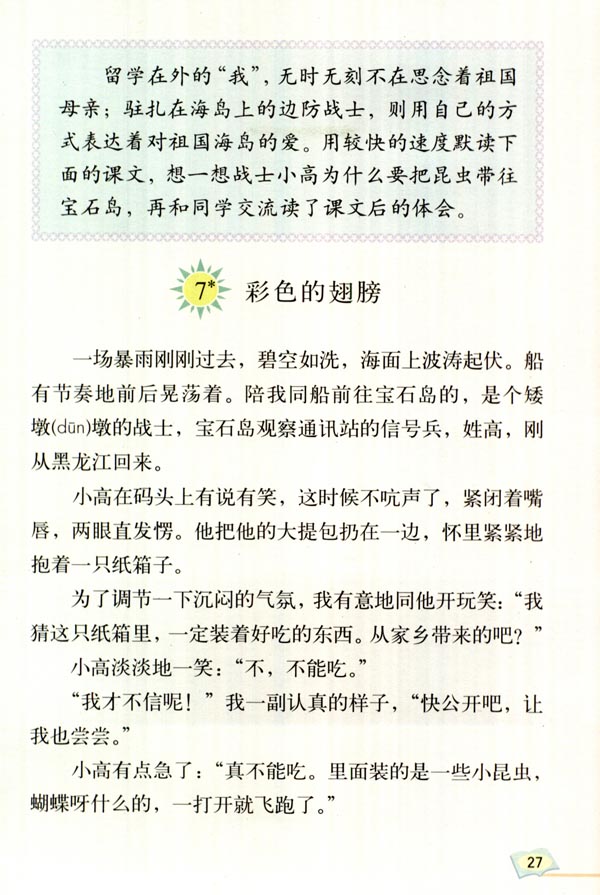 留学在外的“我”，无时无刻不在思念着祖国
母亲；驻扎在海岛上的边防战士，则用自己的方
式表达着对祖国海岛的爱。用较快的速度默读下
面的课文，想一想战士小高为什么要把昆虫带往
宝石岛，再和同学交流读了课文后的体会。
7* 彩色的翅膀
一场暴雨刚刚过去，碧空如洗，海面上波涛起伏。船
有节奏地前后晃荡着。陪我同船前往宝石岛的，是个矮
墩(dūn)墩的战士，宝石岛观察通讯站的信号兵，姓高，刚
从黑龙江回来。
小高在码头上有说有笑，这时候不吭声了，紧闭着嘴
唇，两眼直发愣。他把他的大提包扔在一边，怀里紧紧地
抱着一只纸箱子。
为了调节一下沉闷的气氛，我有意地同他开玩笑：“我
猜这只纸箱里，一定装着好吃的东西。从家乡带来的吧？”
小高淡淡地一笑：“不，不能吃。”
“我才不信呢！”我一副认真的样子，“快公开吧，让
我也尝尝。”
小高有点急了：“真不能吃。里面装的是一些小昆虫，
蝴蝶呀什么的，一打开就飞跑了。”
27